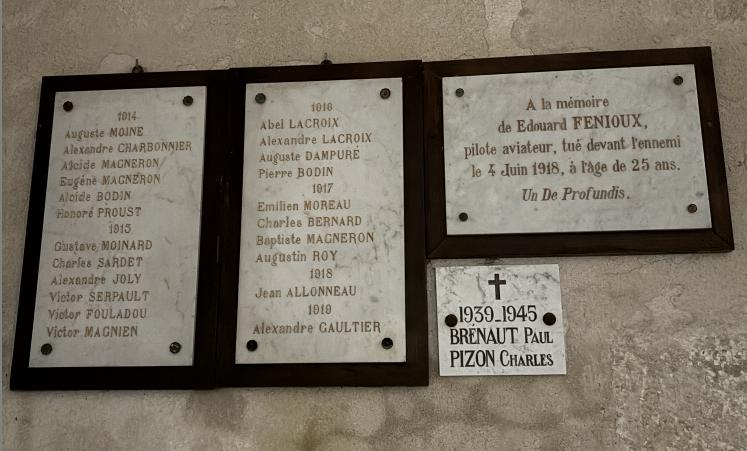 1914
Auguste MOINE
Alexandre CHARBONNIER
Alcide MAGNERON
Eugène MAGNERON
Alcide BODIN
Honoré PROUST
1915
Gustave MOINARD
Charles SARDET
Alexandre JOLY
Victor SERPAULT
Victor FOULADOU
Victor MAGNIEN
1916
Abel LACROIX
Alexandre LACROIX
Auguste DAMPURÉ
Pierre BODIN
1917
Emilien MOREAU
Charles BERNARD
Baptiste MAGNERON
Augustin ROY
1918
Jean ALLONNEAU
1919
Alexandre GAULTIER
A la mémoire
de Edouard FENIOUX,
pilote aviateur, tué devant l'ennemi
le 4 Juin 1918, à l'âge de 25 ans.
Un De Profundis.
1939_1945
BRÉNAUT PAUL
PIZON CHARLES